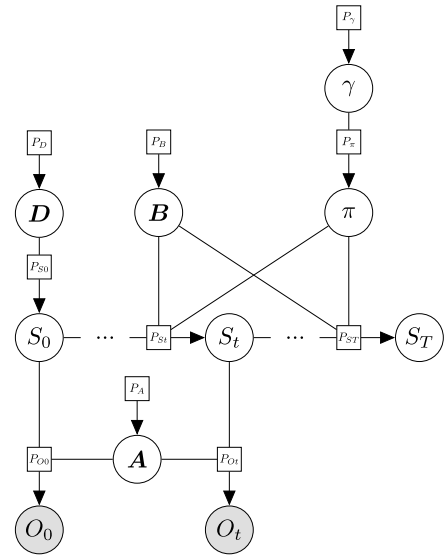 P_γ
γ
P_D P_B P_π
D B π
P_S0
S_0 ... P_St S_t ... P_ST S_T
P_A
P_O0 A P_Ot
O_0 O_t